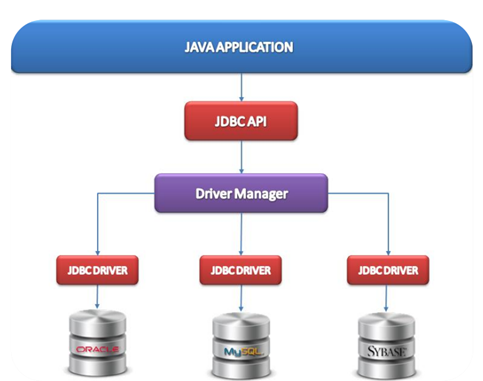 JAVA APPLICATION
JDBC API
Driver Manager
JDBC DRIVER
JDBC DRIVER
JDBC DRIVER
ORACLE
MySQL
SYBASE